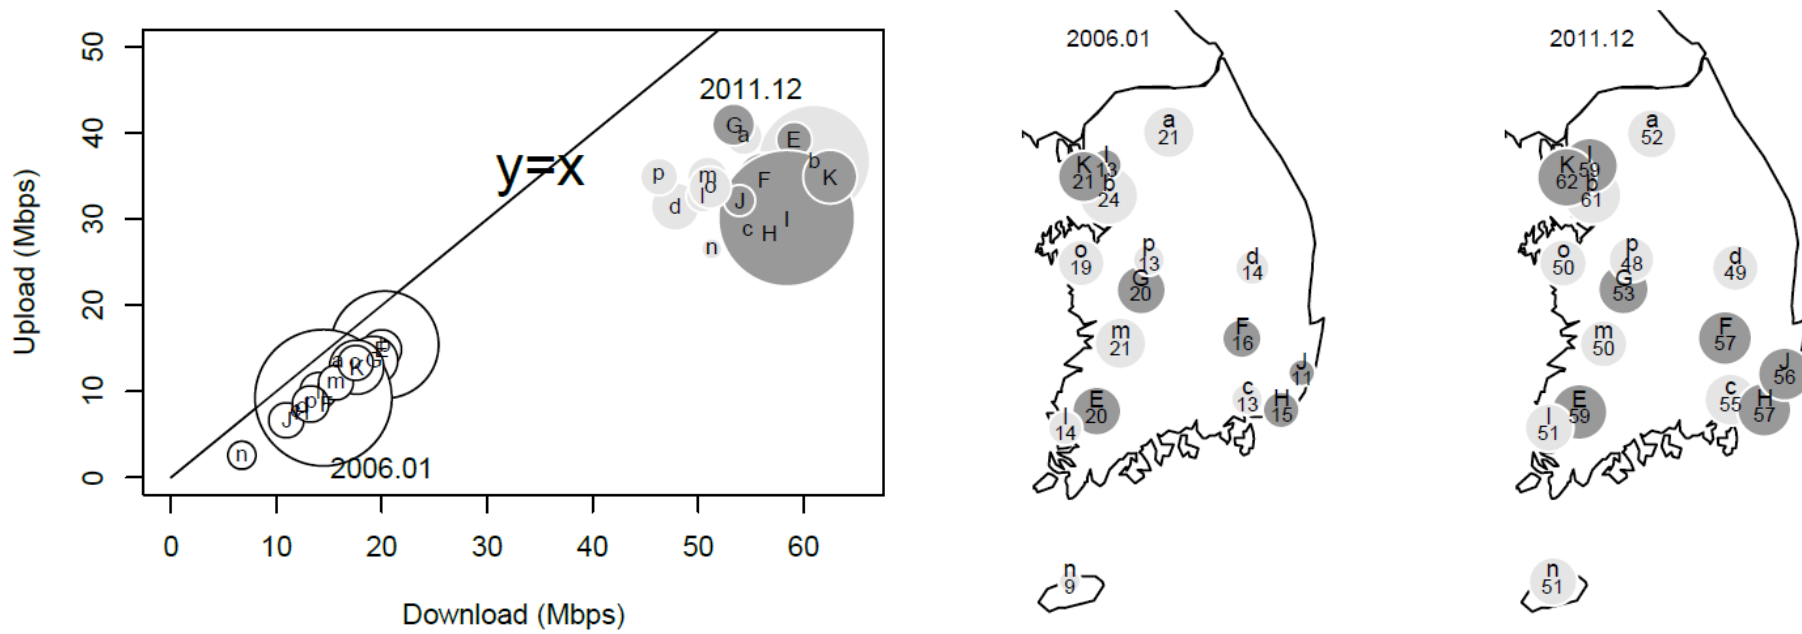 50
40
30
20
10
0
Upload (Mbps)
y=x
2011.12
G
a
E
b
K
p
m
o
l
d
F
J
c
H
I
n
E
a
o
G
K
m
p
F
J
n
2006.01
0 10 20 30 40 50 60
Download (Mbps)
2006.01
a
21
I
13
K
21
b
24
o
19
p
13
d
14
G
20
m
21
F
16
J
11
c
13
H
15
E
20
l
14
n
9
2011.12
a
52
I
59
K
62
b
61
o
50
p
48
d
49
G
53
m
50
F
57
J
56
c
55
H
57
E
59
l
51
n
51